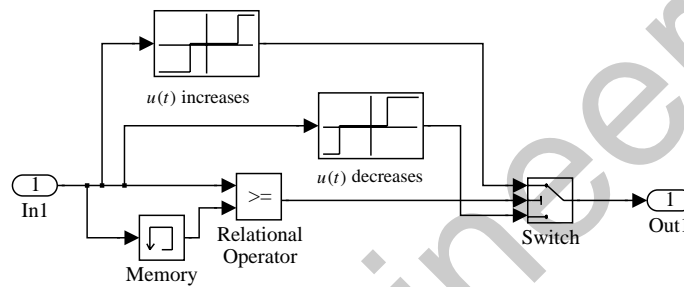 u(t) increases
u(t) decreases
1
In1
>=
Relational
Operator
Memory
Switch
1
Out1